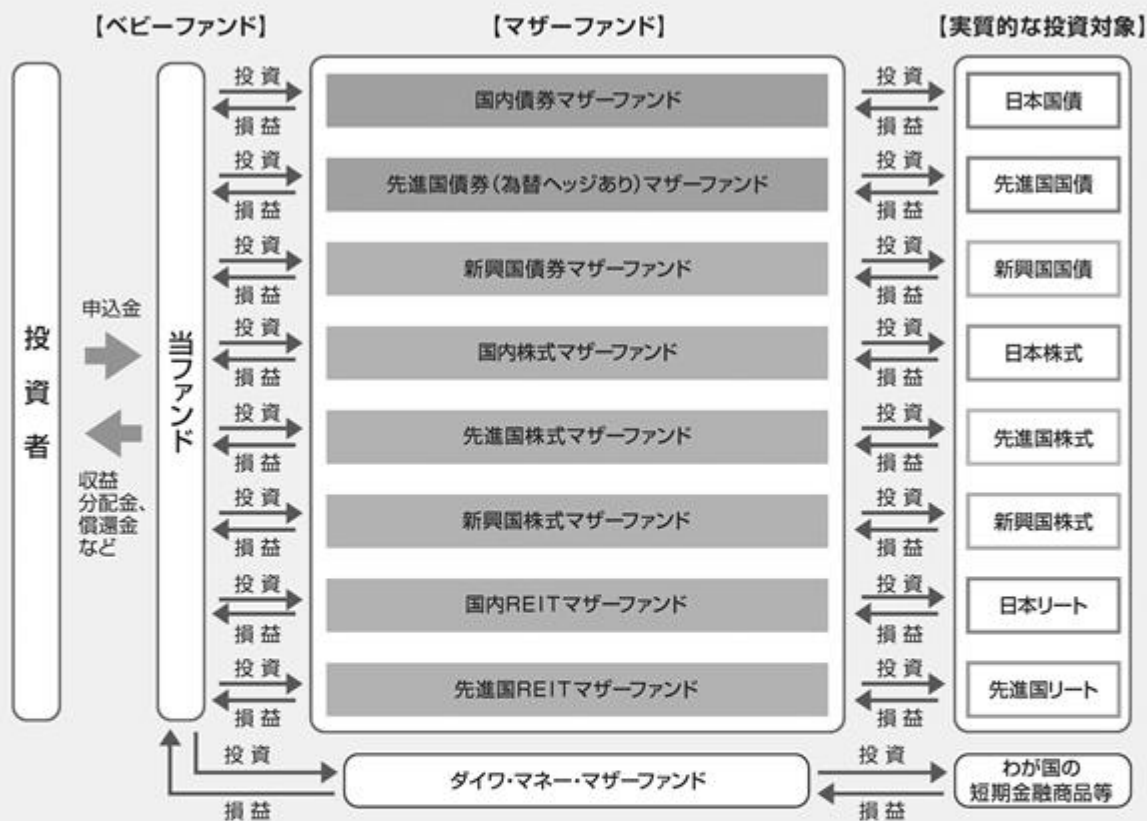 【ベビーファンド】
【マザーファンド】
【実質的な投資対象】
投資者
申込金
収益
分配金、
償還金
など
当ファンド
投資
損益
国内債券マザーファンド
投資
損益
日本国債
投資
損益
先進国債券(為替ヘッジあり)マザーファンド
投資
損益
先進国国債
投資
損益
新興国債券マザーファンド
投資
損益
新興国国債
投資
損益
国内株式マザーファンド
投資
損益
日本株式
投資
損益
先進国株式マザーファンド
投資
損益
先進国株式
投資
損益
新興国株式マザーファンド
投資
損益
新興国株式
投資
損益
国内REITマザーファンド
投資
損益
日本リート
投資
損益
先進国REITマザーファンド
投資
損益
先進国リート
投資
損益
ダイワ・マネー・マザーファンド
投資
損益
わが国の
短期金融商品等